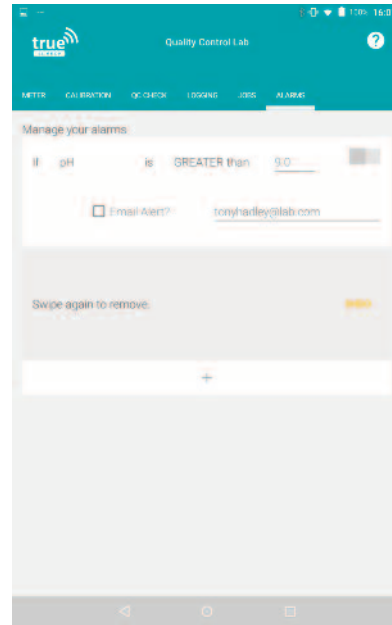 100% 16:0
true
Quality Control Lab
?
METER CALIBRATION QC CHECK LOGGING JOBS ALARMS
Manage your alarms
If pH is GREATER than 9.0
Email Alert? tonyhadley@lab.com
Swipe again to remove.
+